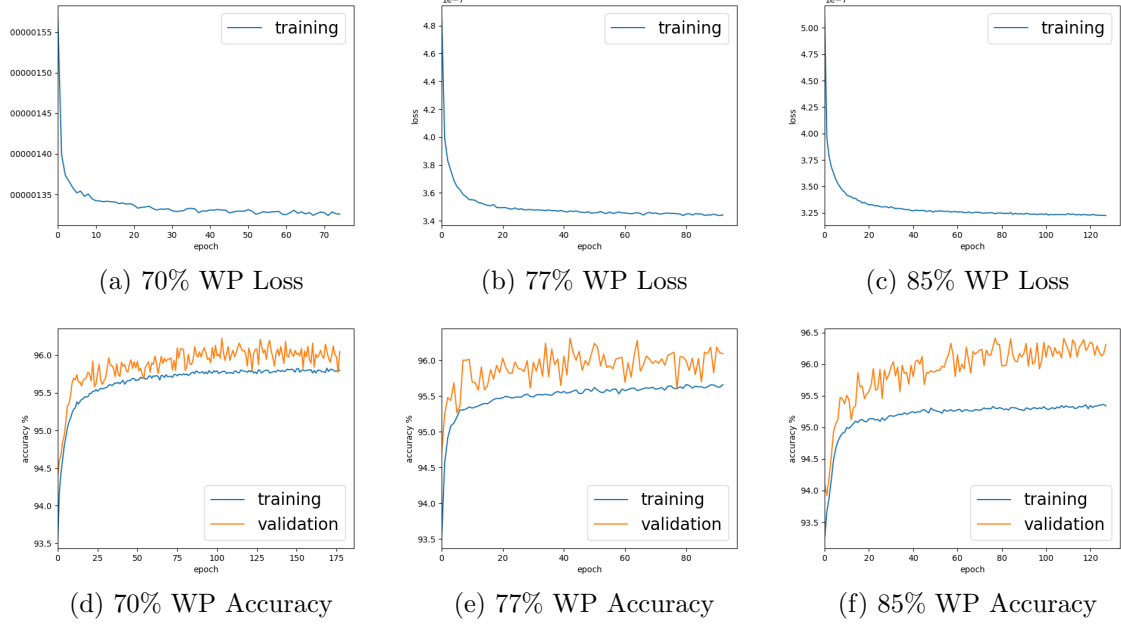 training
00000155
00000150
00000145
00000140
00000135
0 10 20 30 40 50 60 70
epoch
(a) 70% WP Loss
training
4.8
4.6
4.4
4.2
4.0
3.8
3.6
3.4
loss
0 20 40 60 80
epoch
(b) 77% WP Loss
training
5.00
4.75
4.50
4.25
4.00
3.75
3.50
3.25
loss
0 20 40 60 80 100 120
epoch
(c) 85% WP Loss
96.0
95.5
95.0
94.5
94.0
93.5
accuracy %
training
validation
0 25 50 75 100 125 150 175
epoch
(d) 70% WP Accuracy
96.0
95.5
95.0
94.5
94.0
93.5
accuracy %
training
validation
0 20 40 60 80
epoch
(e) 77% WP Accuracy
96.5
96.0
95.5
95.0
94.5
94.0
93.5
accuracy %
training
validation
0 20 40 60 80 100 120
epoch
(f) 85% WP Accuracy